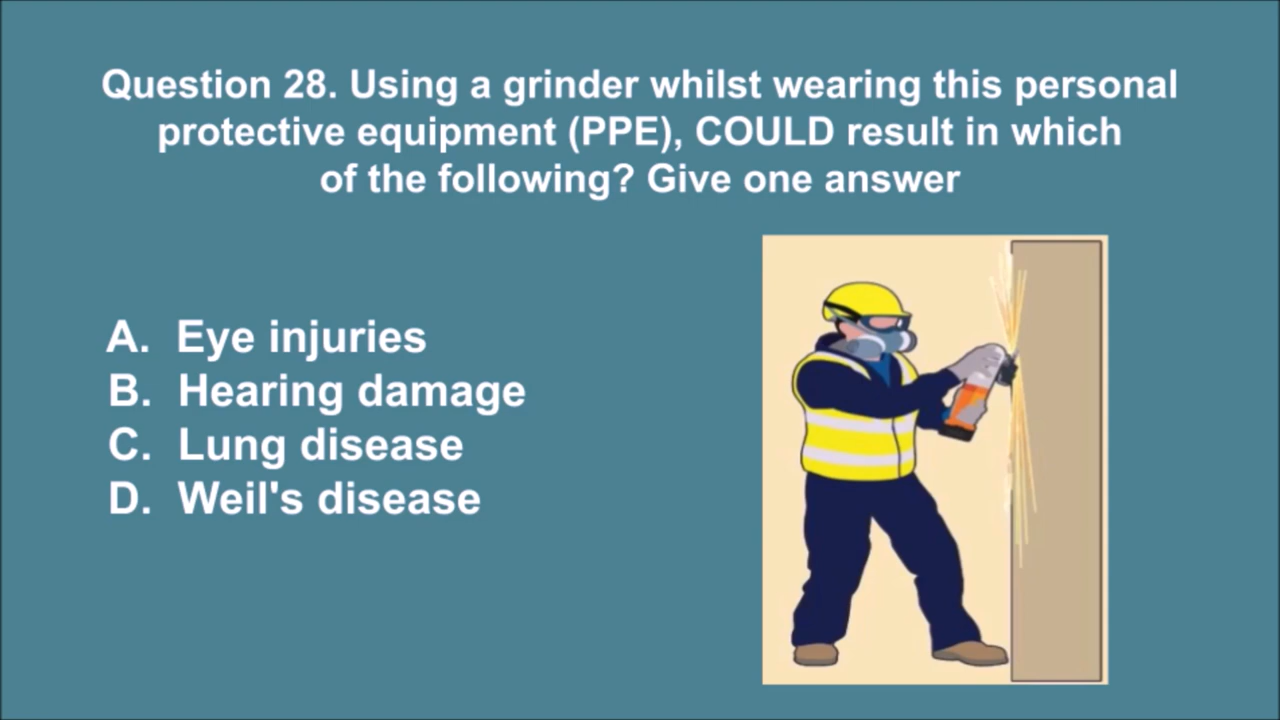 Question 28. Using a grinder whilst wearing this personal
protective equipment (PPE), COULD result in which
of the following? Give one answer
A. Eye injuries
B. Hearing damage
C. Lung disease
D. Weil's disease